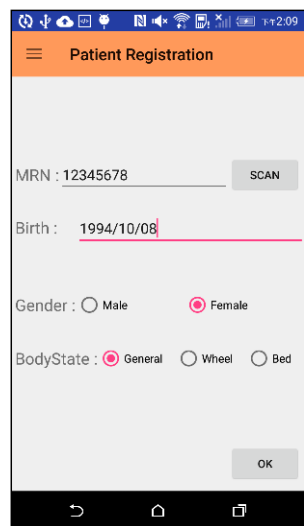 下午2:09
Patient Registration
MRN : 12345678 SCAN
Birth : 1994/10/08
Gender : Male Female
BodyState : General Wheel Bed
OK